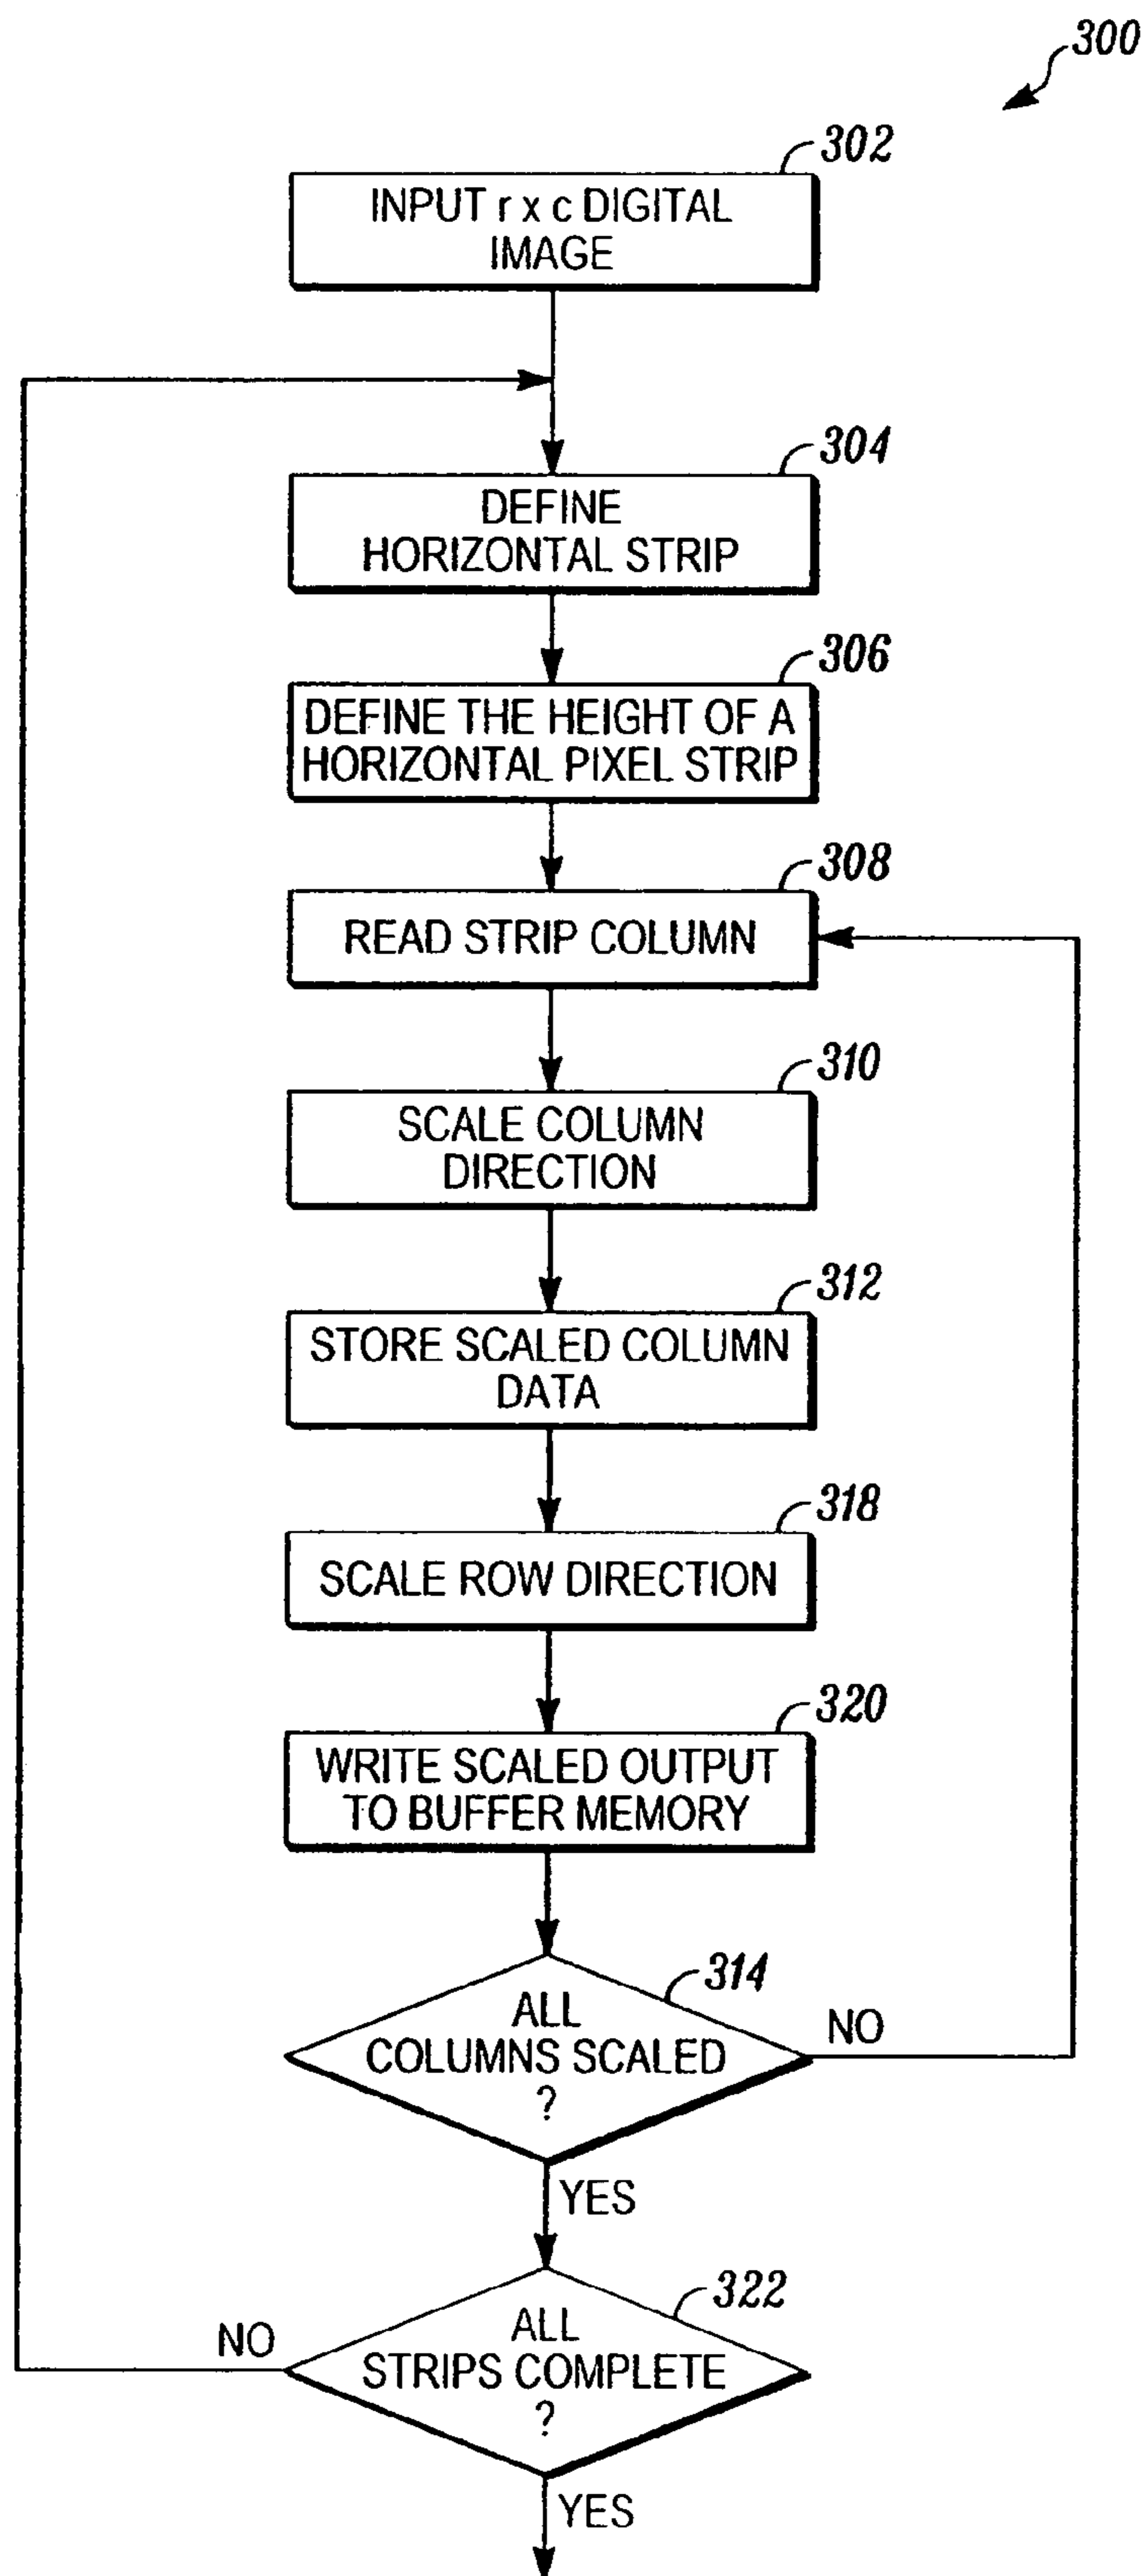 300
302
INPUT r x c DIGITAL
IMAGE
304
DEFINE
HORIZONTAL STRIP
306
DEFINE THE HEIGHT OF A
HORIZONTAL PIXEL STRIP
308
READ STRIP COLUMN
310
SCALE COLUMN
DIRECTION
312
STORE SCALED COLUMN
DATA
318
SCALE ROW DIRECTION
320
WRITE SCALED OUTPUT
TO BUFFER MEMORY
314
ALL
COLUMNS SCALED
?
NO
YES
322
ALL
STRIPS COMPLETE
?
NO
YES